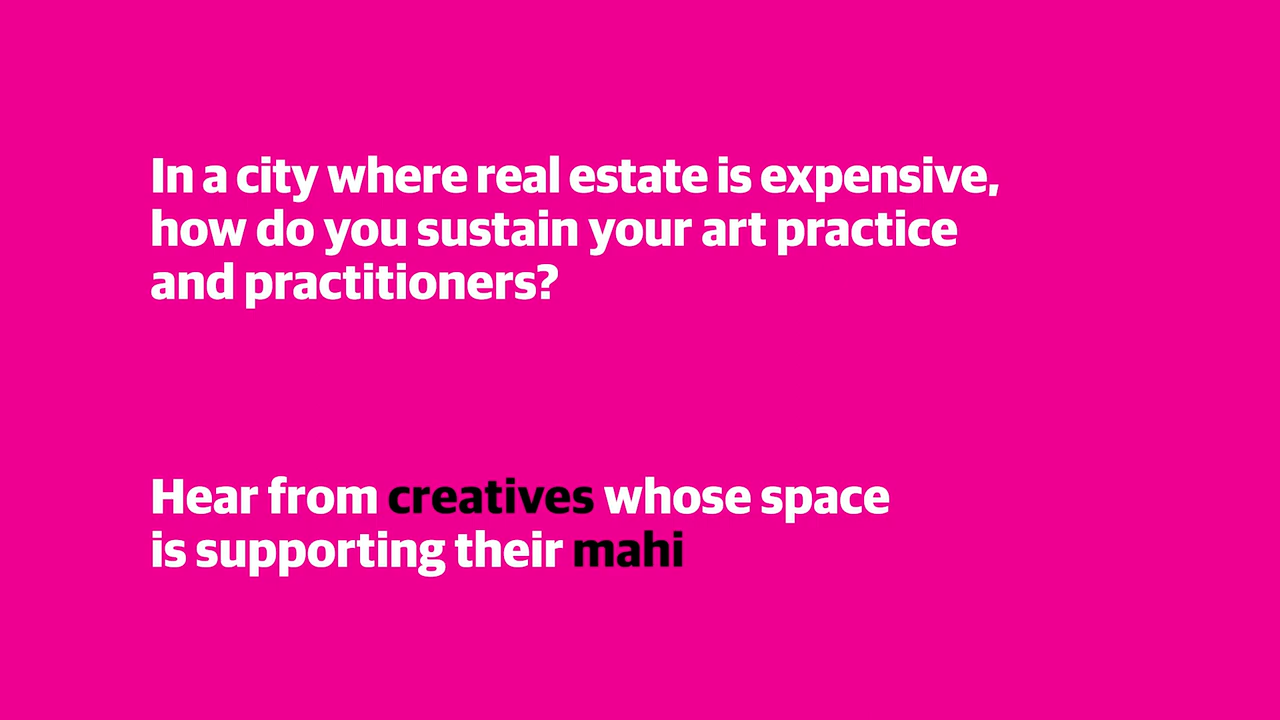 In a city where real estate is expensive,
how do you sustain your art practice
and practitioners?
Hear from creatives whose space
is supporting their mahi